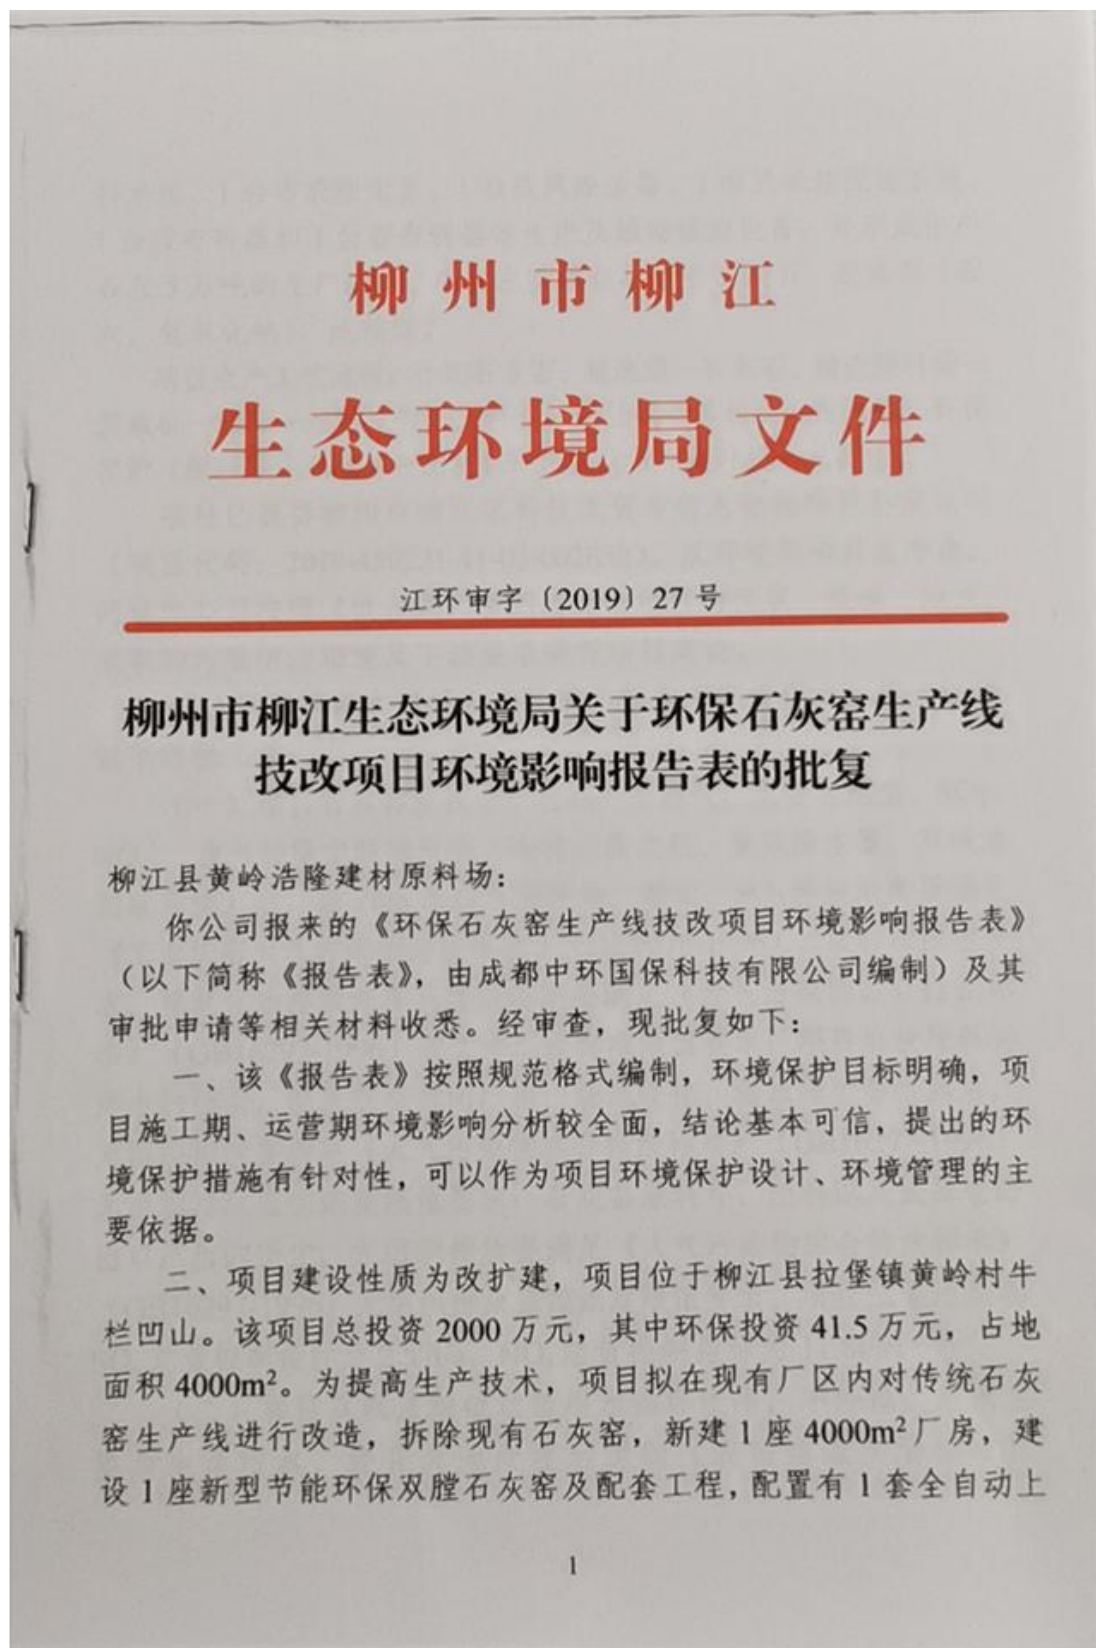 柳州市柳江
生态环境局文件
江环审字〔2019〕27号
柳州市柳江生态环境局关于环保石灰窑生产线
技改项目环境影响报告表的批复
柳江县黄岭浩隆建材原料场：
你公司报来的《环保石灰窑生产线技改项目环境影响报告表》
（以下简称《报告表》，由成都中环国保科技有限公司编制）及其
审批申请等相关材料收悉。经审查，现批复如下：
一、该《报告表》按照规范格式编制，环境保护目标明确，项
目施工期、运营期环境影响分析较全面，结论基本可信，提出的环
境保护措施有针对性，可以作为项目环境保护设计、环境管理的主
要依据。
二、项目建设性质为改扩建，项目位于柳江县拉堡镇黄岭村牛
栏凹山。该项目总投资2000万元，其中环保投资41.5万元，占地
面积4000m²。为提高生产技术，项目拟在现有厂区内对传统石灰
窑生产线进行改造，拆除现有石灰窑，新建1座4000m²厂房，建
设1座新型节能环保双膛石灰窑及配套工程，配置有1套全自动上
1